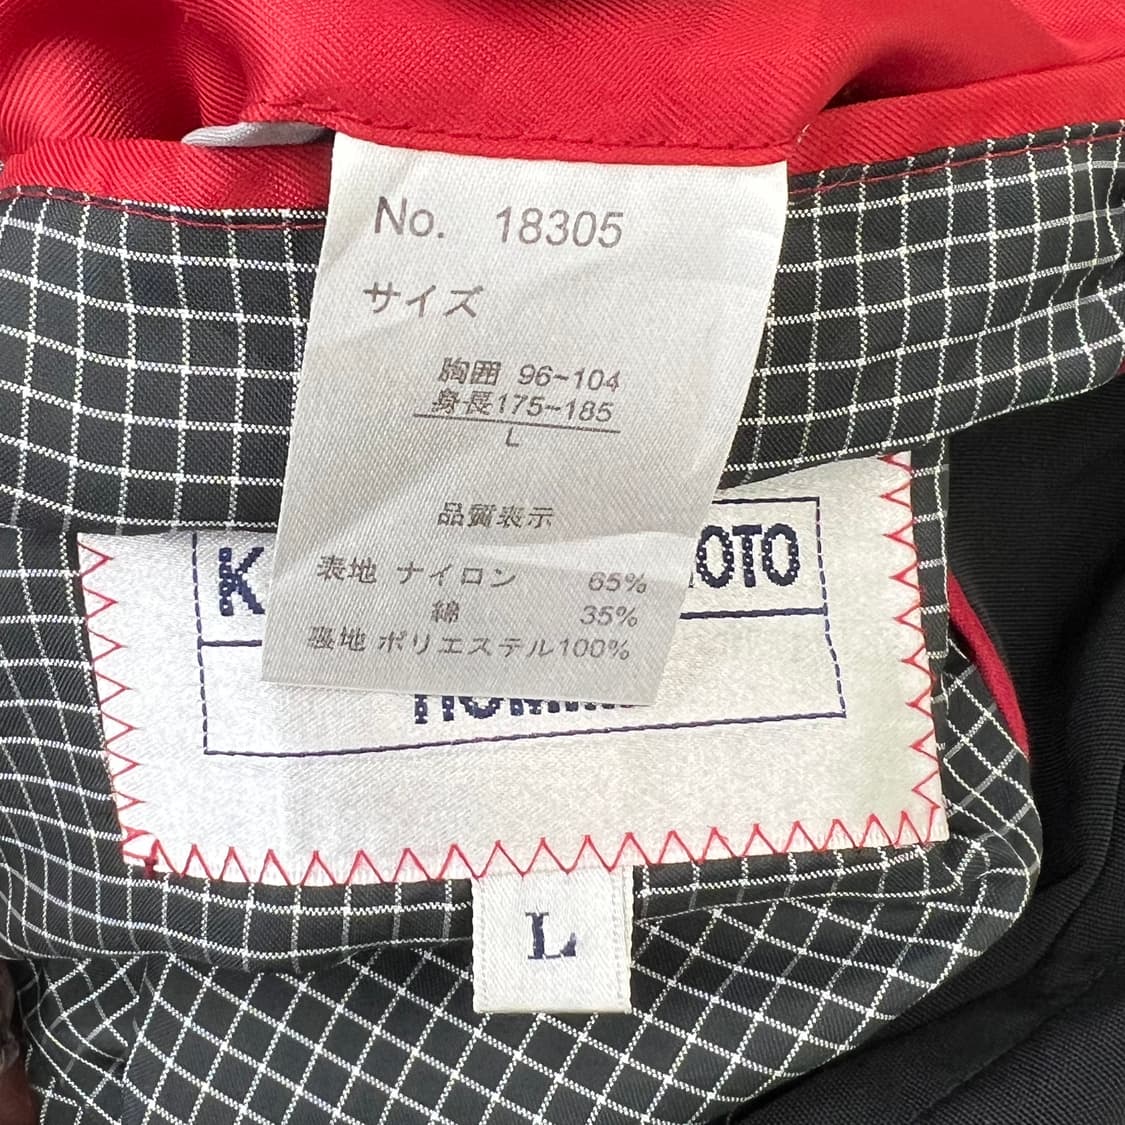 No. 18305
サイズ
胸囲 96~104
身長175~185
L
品質表示
表地 ナイロン 65%
綿 35%
裏地 ポリエステル100%
L